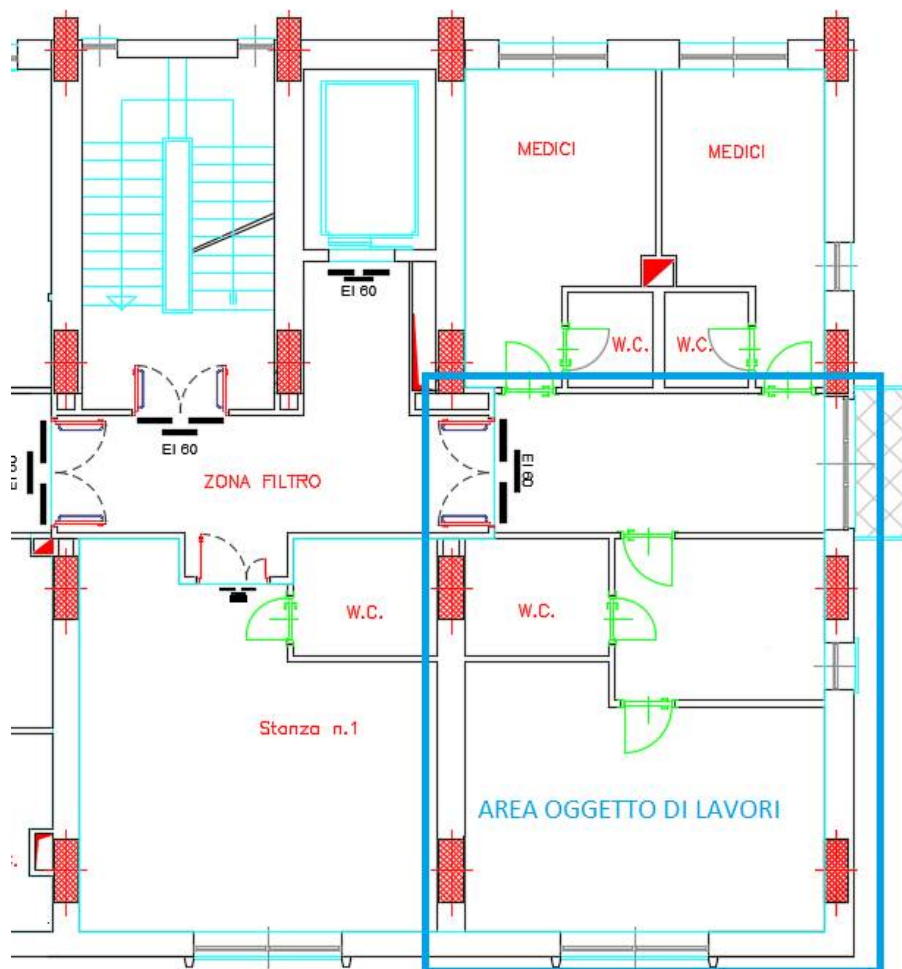 MEDICI
MEDICI
EI 60
W.C.
W.C.
EI 60
EI 60
ZONA FILTRO
W.C.
W.C.
Stanza n.1
AREA OGGETTO DI LAVORI